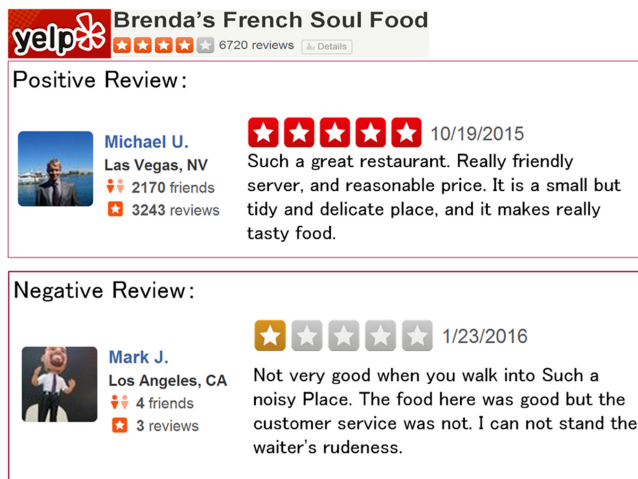 yelp Brenda's French Soul Food
6720 reviews Details
Positive Review:
Michael U.
Las Vegas, NV
2170 friends
3243 reviews
10/19/2015
Such a great restaurant. Really friendly
server, and reasonable price. It is a small but
tidy and delicate place, and it makes really
tasty food.
Negative Review:
Mark J.
Los Angeles, CA
4 friends
3 reviews
1/23/2016
Not very good when you walk into Such a
noisy Place. The food here was good but the
customer service was not. I can not stand the
waiter's rudeness.